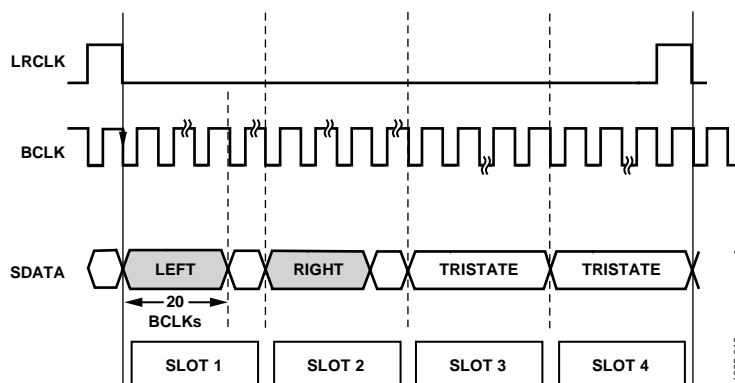 LRCLK
BCLK
SDATA
LEFT
RIGHT
TRISTATE
TRISTATE
20
BCLKs
SLOT 1
SLOT 2
SLOT 3
SLOT 4